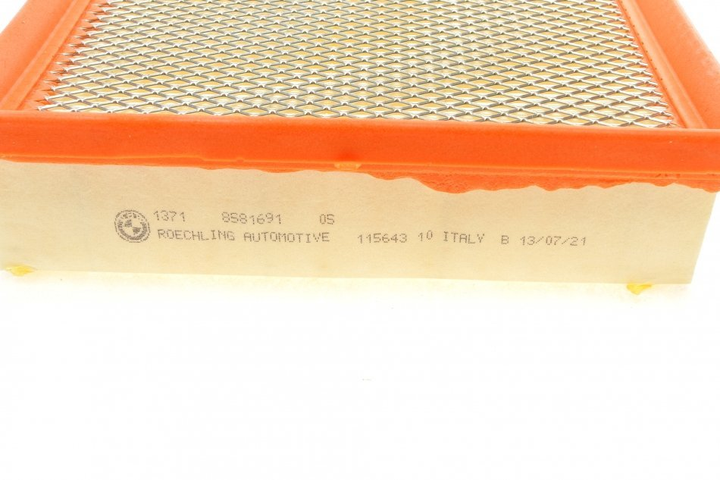 1371 8581691 05
ROECHLING AUTOMOTIVE 115643 10 ITALY B 13/07/21